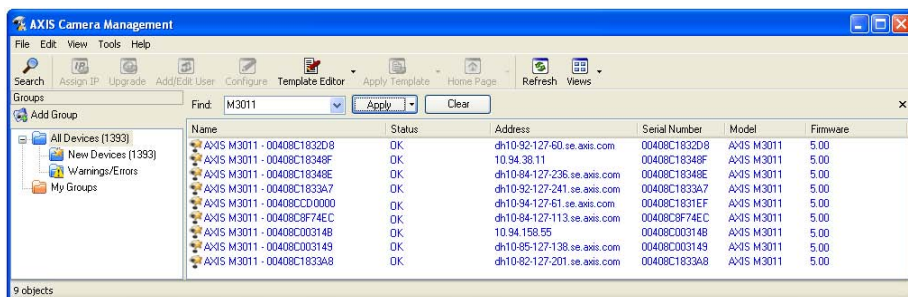 AXIS Camera Management
File Edit View Tools Help
Search Assign IP Upgrade Add/Edit User Configure Template Editor Apply Template Home Page Refresh Views
Groups
Add Group
Find: M3011 Apply Clear
All Devices (1393)
New Devices (1393)
Warnings/Errors
My Groups
Name Status Address Serial Number Model Firmware
AXIS M3011 - 00408C1832D8 OK dh10-92-127-60.se.axis.com 00408C1832D8 AXIS M3011 5.00
AXIS M3011 - 00408C18348F OK 10.94.38.11 00408C18348F AXIS M3011 5.00
AXIS M3011 - 00408C18348E OK dh10-84-127-236.se.axis.com 00408C18348E AXIS M3011 5.00
AXIS M3011 - 00408C1833A7 OK dh10-92-127-241.se.axis.com 00408C1833A7 AXIS M3011 5.00
AXIS M3011 - 00408CCD0000 OK dh10-94-127-61.se.axis.com 00408C1831EF AXIS M3011 5.00
AXIS M3011 - 00408C8F74EC OK dh10-84-127-113.se.axis.com 00408C8F74EC AXIS M3011 5.00
AXIS M3011 - 00408C00314B OK 10.94.158.55 00408C00314B AXIS M3011 5.00
AXIS M3011 - 00408C003149 OK dh10-85-127-138.se.axis.com 00408C003149 AXIS M3011 5.00
AXIS M3011 - 00408C1833A8 OK dh10-82-127-201.se.axis.com 00408C1833A8 AXIS M3011 5.00
9 objects